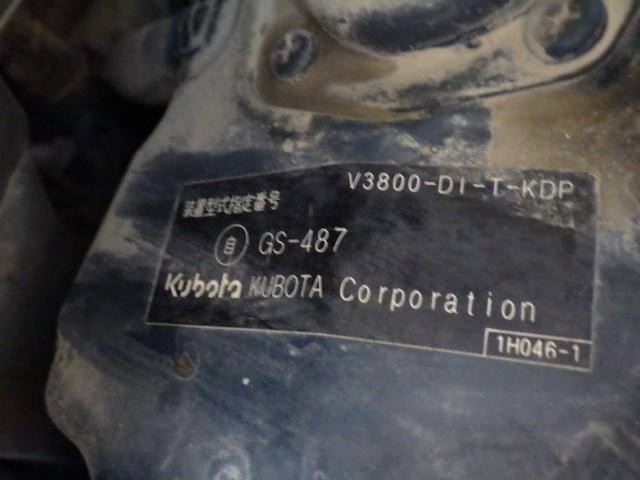 V3800-DI-T-KDP
装置型式指定番号
自 GS-487
Kubota KUBOTA Corporation
1H046-1